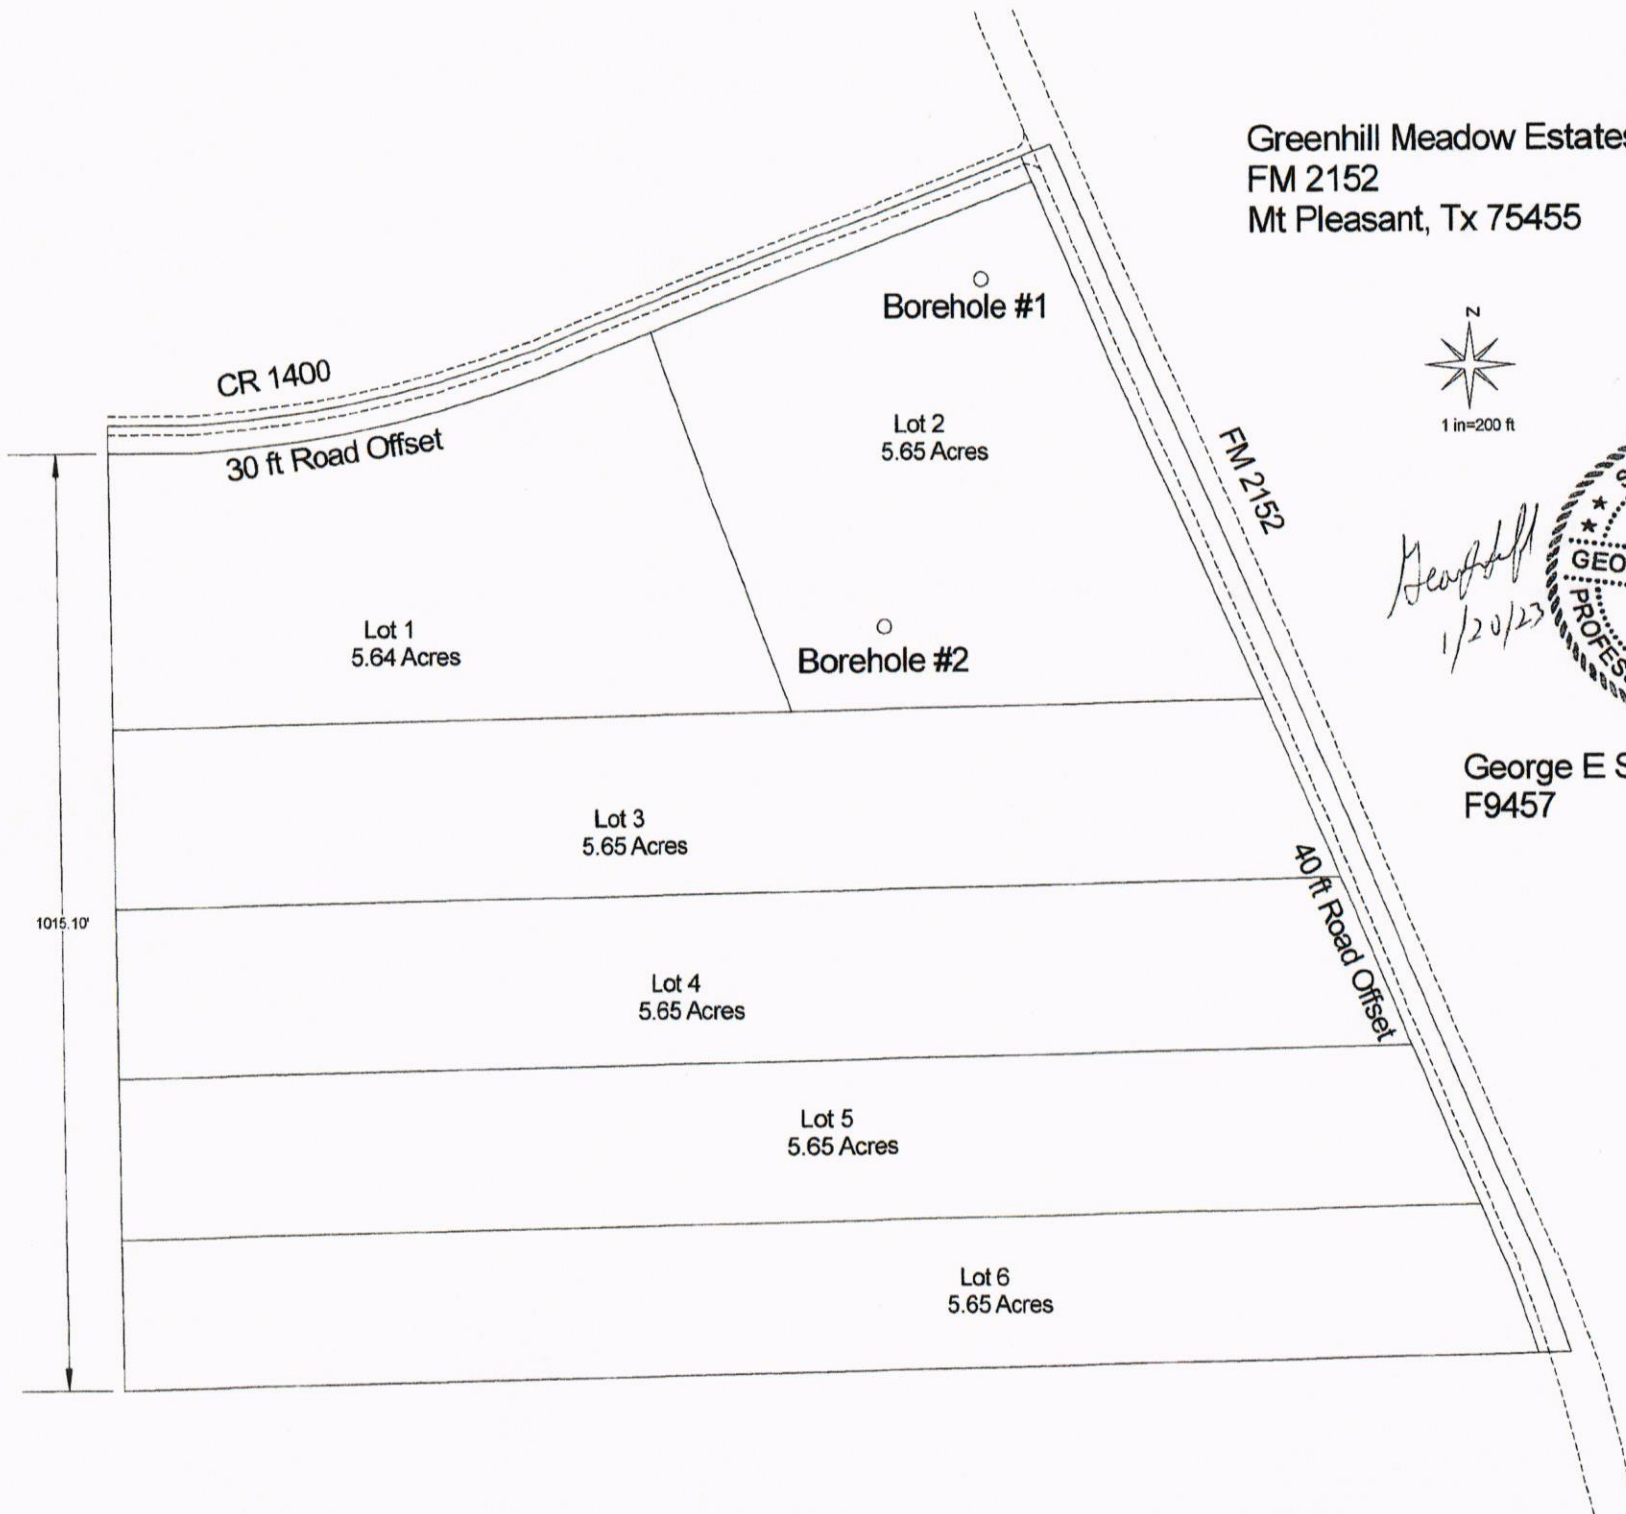 Greenhill Meadow Estates
FM 2152
Mt Pleasant, Tx 75455
N
1 in=200 ft
Borehole #1
CR 1400
30 ft Road Offset
Lot 2
5.65 Acres
FM 2152
1/20/23
GEO
PROFES
Lot 1
5.64 Acres
Borehole #2
George E S
F9457
Lot 3
5.65 Acres
40 ft Road Offset
1015.10'
Lot 4
5.65 Acres
Lot 5
5.65 Acres
Lot 6
5.65 Acres